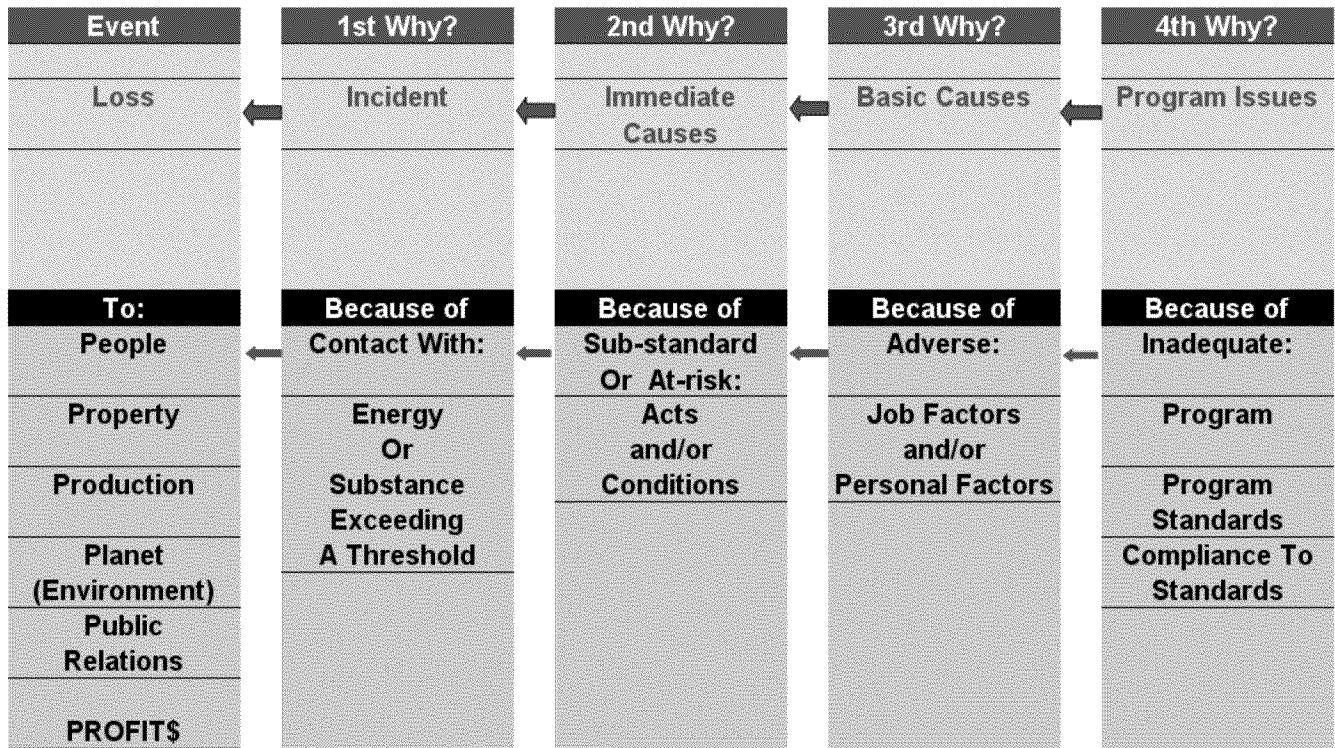 Event
Loss
To:
People
Property
Production
Planet
(Environment)
Public
Relations
PROFIT$
1st Why?
Incident
Because of
Contact With:
Energy
Or
Substance
Exceeding
A Threshold
2nd Why?
Immediate
Causes
Because of
Sub-standard
Or At-risk:
Acts
and/or
Conditions
3rd Why?
Basic Causes
Because of
Adverse:
Job Factors
and/or
Personal Factors
4th Why?
Program Issues
Because of
Inadequate:
Program
Program
Standards
Compliance To
Standards